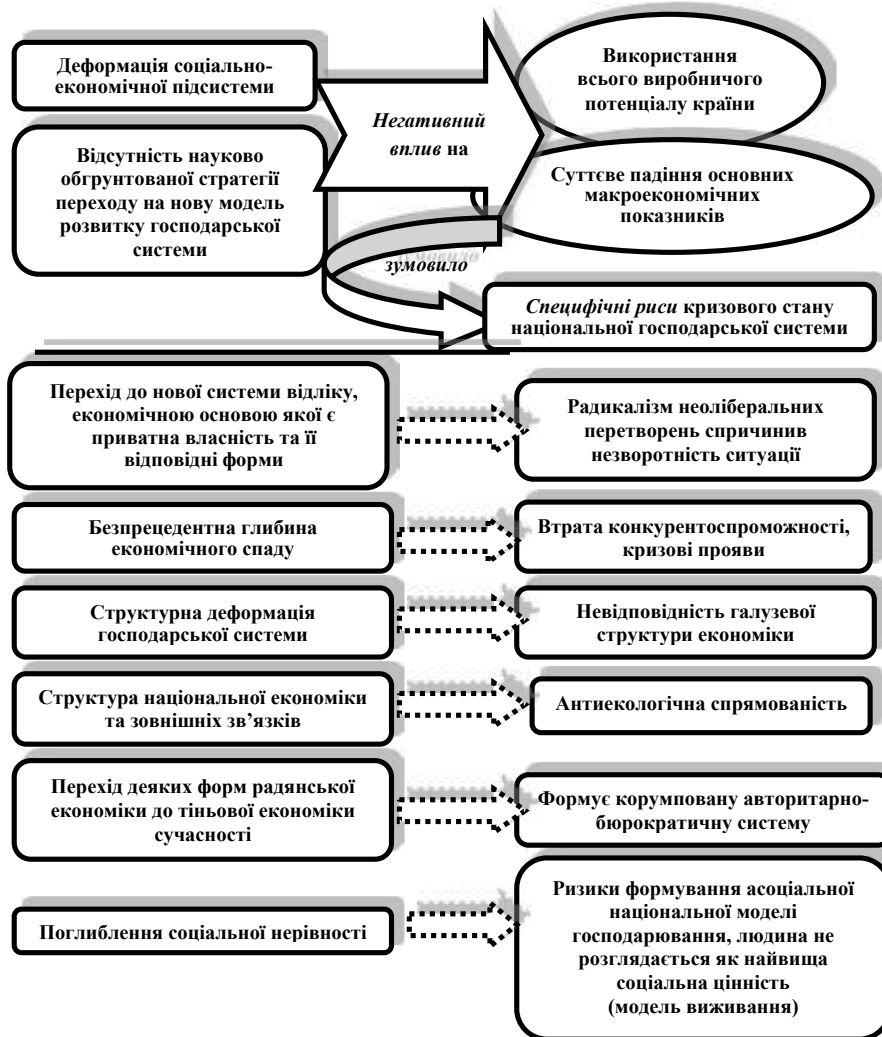 Деформація соціально-
економічної підсистеми
Відсутність науково
обгрунтованої стратегії
переходу на нову модель
розвитку господарської
системи
Негативний
вплив на
Використання
всього виробничого
потенціалу країни
Суттєве падіння основних
макроекономічних
показників
зумовило
Специфічні риси кризового стану
національної господарської системи
Перехід до нової системи відліку,
економічною основою якої є
приватна власність та її
відповідні форми
Радикалізм неоліберальних
перетворень спричинив
незворотність ситуації
Безпрецедентна глибина
економічного спаду
Втрата конкурентоспроможності,
кризові прояви
Структурна деформація
господарської системи
Невідповідність галузевої
структури економіки
Структура національної економіки
та зовнішніх зв’язків
Антиекологічна спрямованість
Перехід деяких форм радянської
економіки до тіньової економіки
сучасності
Формує корумповану авторитарно-
бюрократичну систему
Поглиблення соціальної нерівності
Ризики формування асоціальної
національної моделі
господарювання, людина не
розглядається як найвища
соціальна цінність
(модель виживання)